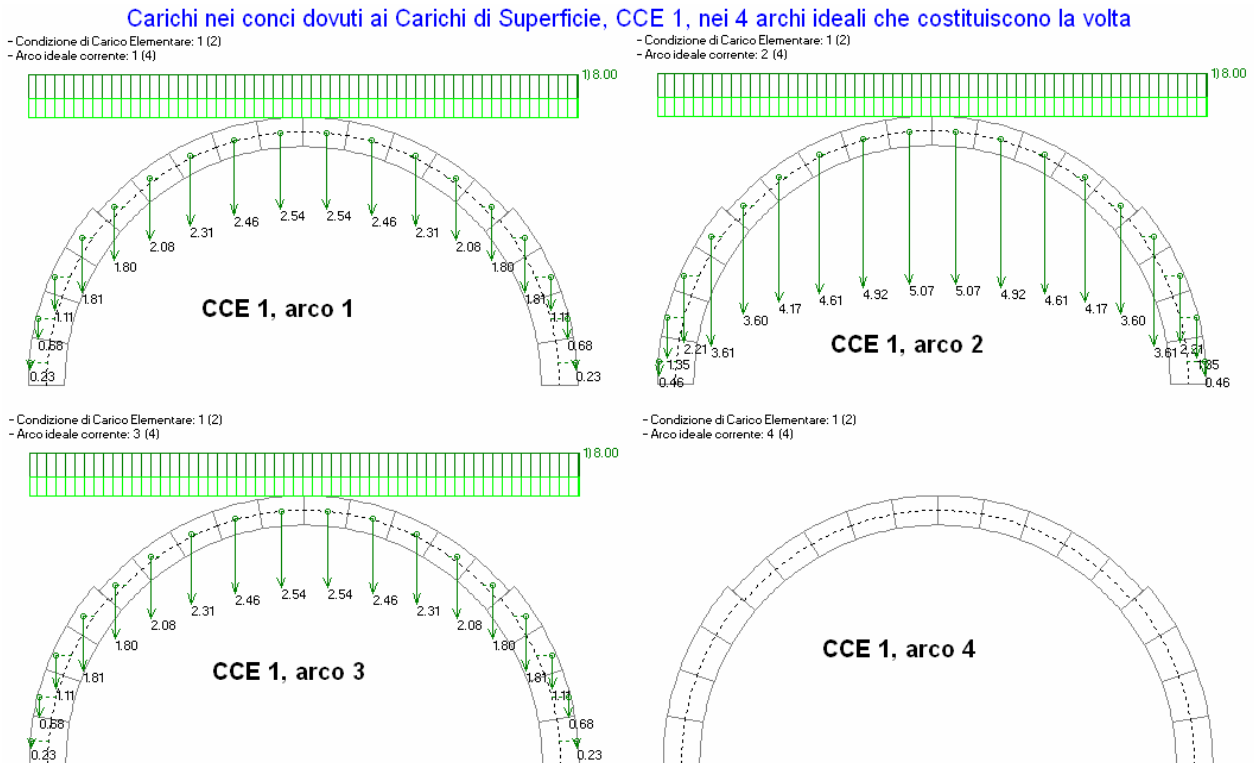 Carichi nei conci dovuti ai Carichi di Superficie, CCE 1, nei 4 archi ideali che costituiscono la volta
- Condizione di Carico Elementare: 1 (2)
- Arco ideale corrente: 1 (4)
1) 8.00
2.54 2.54
2.46 2.46
2.31 2.31
2.08 2.08
1.80 1.80
1.81 1.81
1.11 1.11
CCE 1, arco 1
0.68 0.68
0.23 0.23
- Condizione di Carico Elementare: 1 (2)
- Arco ideale corrente: 2 (4)
1) 8.00
5.07 5.07
4.92 4.92
4.61 4.61
4.17 4.17
3.60 3.60
CCE 1, arco 2
3.61 3.61
2.21 2.21
1.35 1.35
0.46 0.46
- Condizione di Carico Elementare: 1 (2)
- Arco ideale corrente: 3 (4)
1) 8.00
2.54 2.54
2.46 2.46
2.31 2.31
2.08 2.08
1.80 1.80
1.81 1.81
CCE 1, arco 3
1.11 1.11
0.68 0.68
0.23 0.23
- Condizione di Carico Elementare: 1 (2)
- Arco ideale corrente: 4 (4)
CCE 1, arco 4